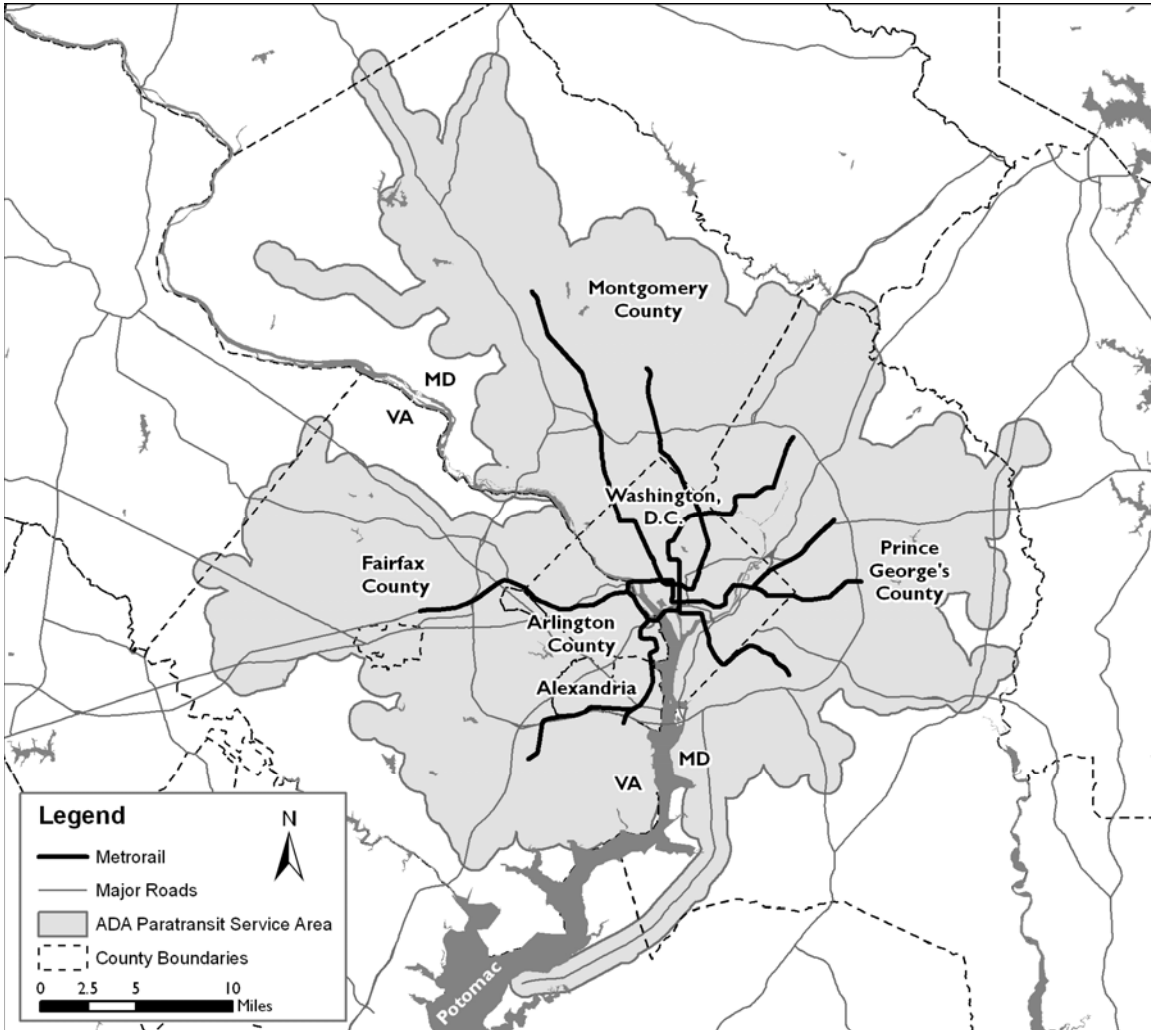 Montgomery
County
MD
VA
Washington,
D.C.
Fairfax
County
Prince
George's
County
Arlington
County
Alexandria
MD
VA
Legend
N
Metrorail
Major Roads
ADA Paratransit Service Area
County Boundaries
0 2.5 5 10
Miles
Potomac